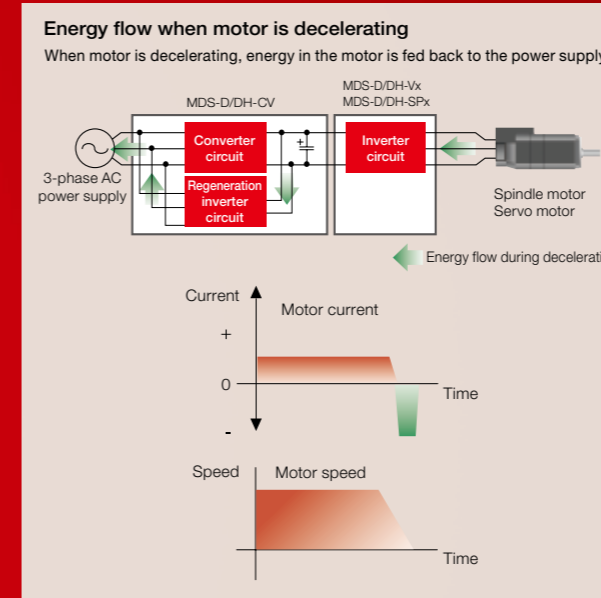 Energy flow when motor is decelerating
When motor is decelerating, energy in the motor is fed back to the power supply
MDS-D/DH-CV
MDS-D/DH-Vx
MDS-D/DH-SPx
Converter
circuit
Inverter
circuit
Regeneration
inverter
circuit
+
3-phase AC
power supply
Spindle motor
Servo motor
Energy flow during decelerati
Current
Motor current
+
0
Time
-
Speed
Motor speed
Time